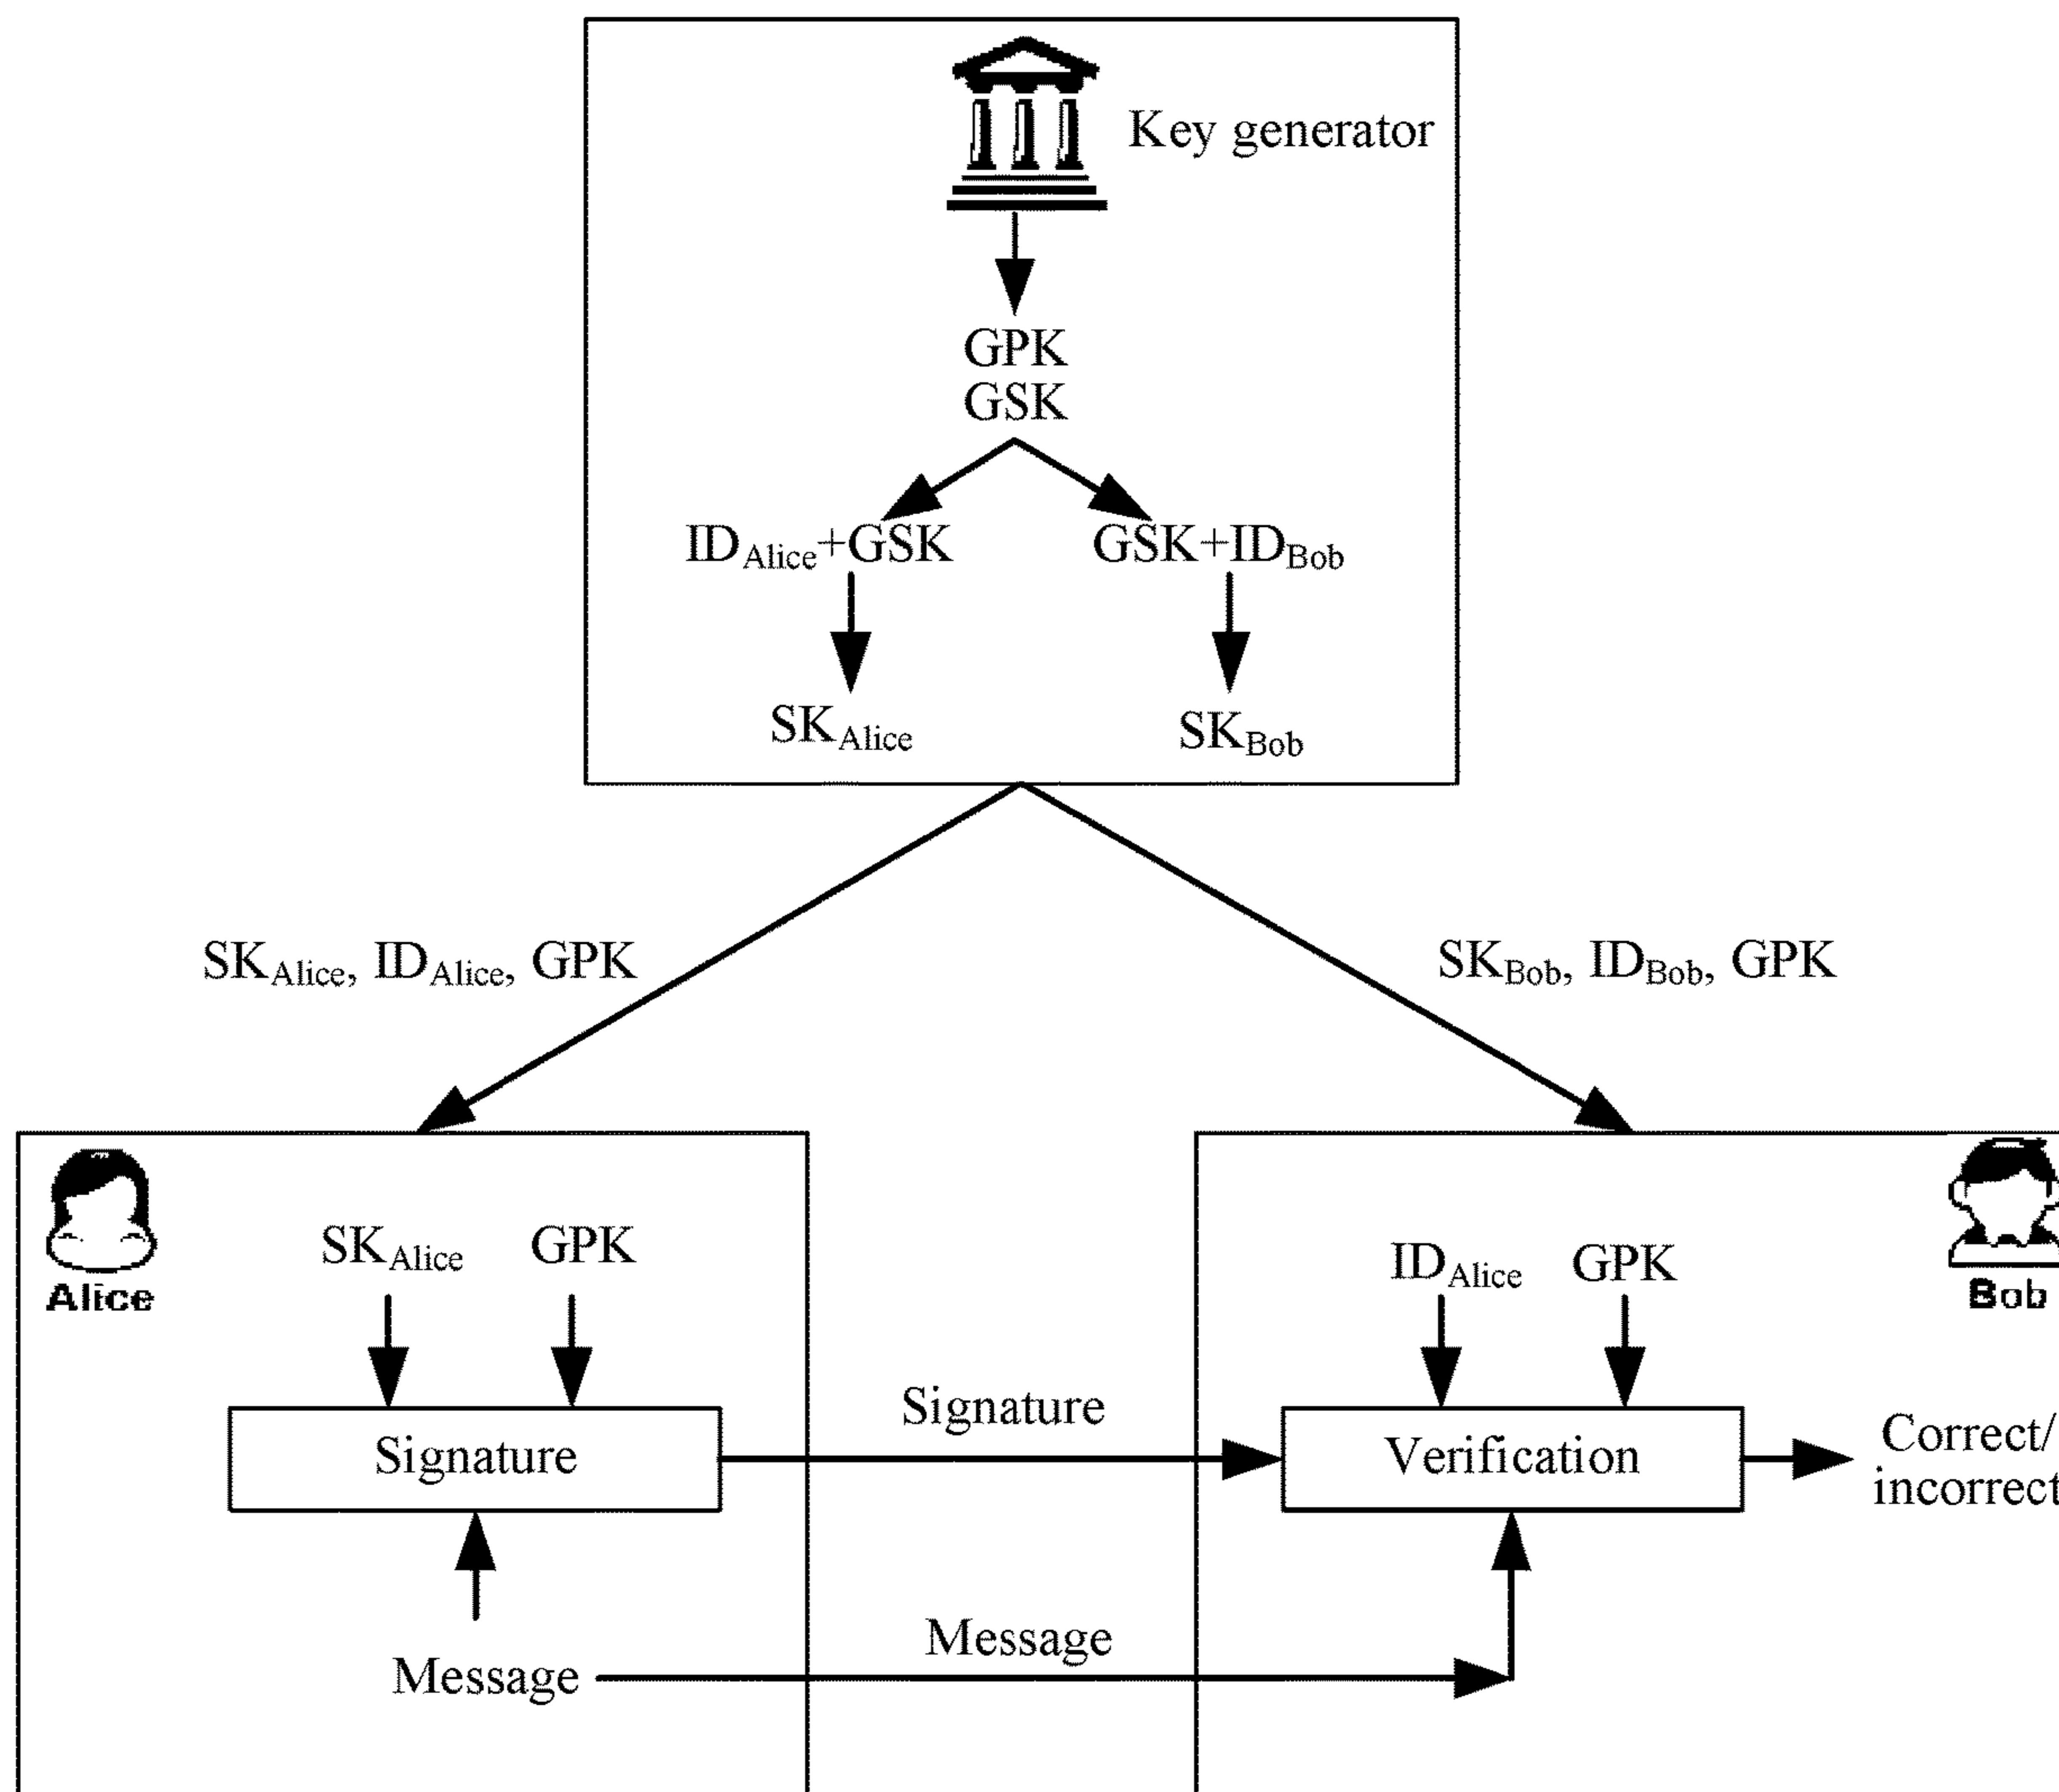 Key generator
GPK
GSK
IDAlice+GSK GSK+IDBob
SKAlice SKBob
SKAlice, IDAlice, GPK SKBob, IDBob, GPK
Alice
SKAlice GPK
IDAlice GPK
Bob
Signature
Signature
Verification
Correct/
incorrect
Message
Message